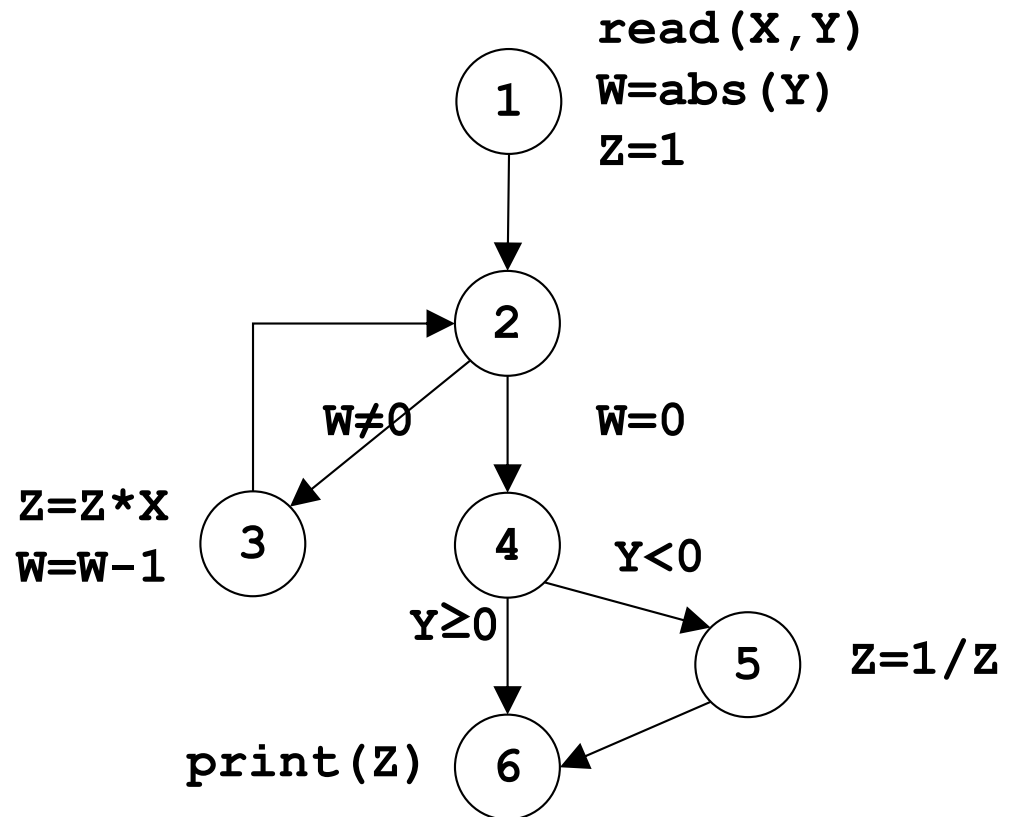 read(X,Y)
1
W=abs(Y)
Z=1
2
W≠0
W=0
Z=Z*X
3
W=W-1
4
Y<0
Y≥0
5
Z=1/Z
print(Z)
6